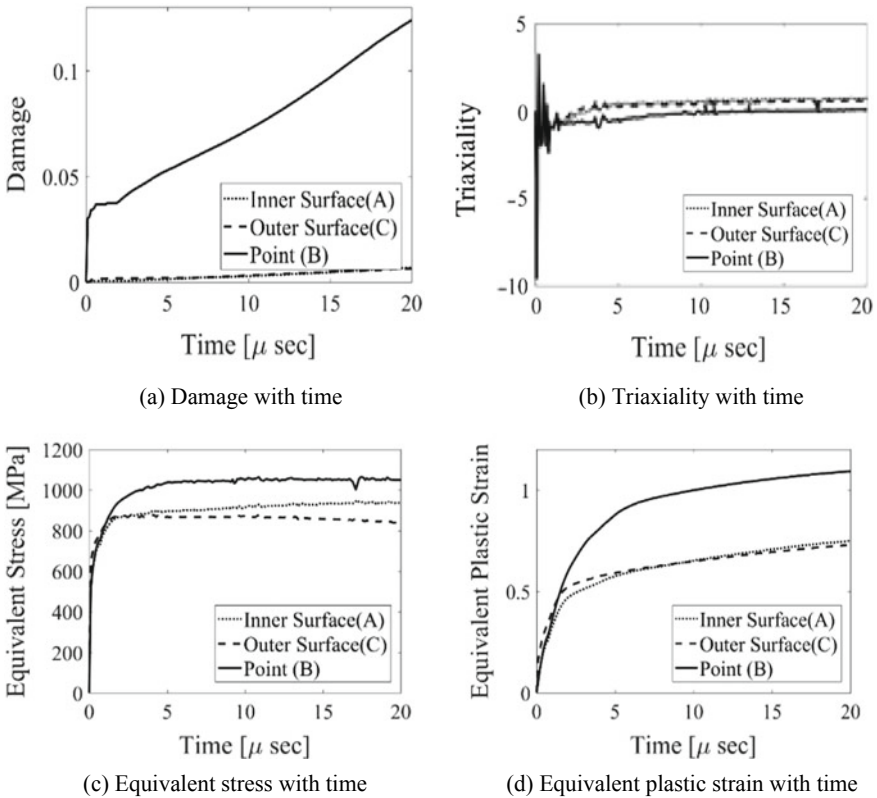 Damage
0.1
0.05
0
Inner Surface(A)
Outer Surface(C)
Point (B)
0 5 10 15 20
Time [μ sec]
(a) Damage with time
Triaxiality
5
0
−5
−10
Inner Surface(A)
Outer Surface(C)
Point (B)
0 5 10 15 20
Time [μ sec]
(b) Triaxiality with time
Equivalent Stress [MPa]
1200
1000
800
600
400
200
0
Inner Surface(A)
Outer Surface(C)
Point (B)
0 5 10 15 20
Time [μ sec]
(c) Equivalent stress with time
Equivalent Plastic Strain
1
0.5
0
Inner Surface(A)
Outer Surface(C)
Point (B)
0 5 10 15 20
Time [μ sec]
(d) Equivalent plastic strain with time